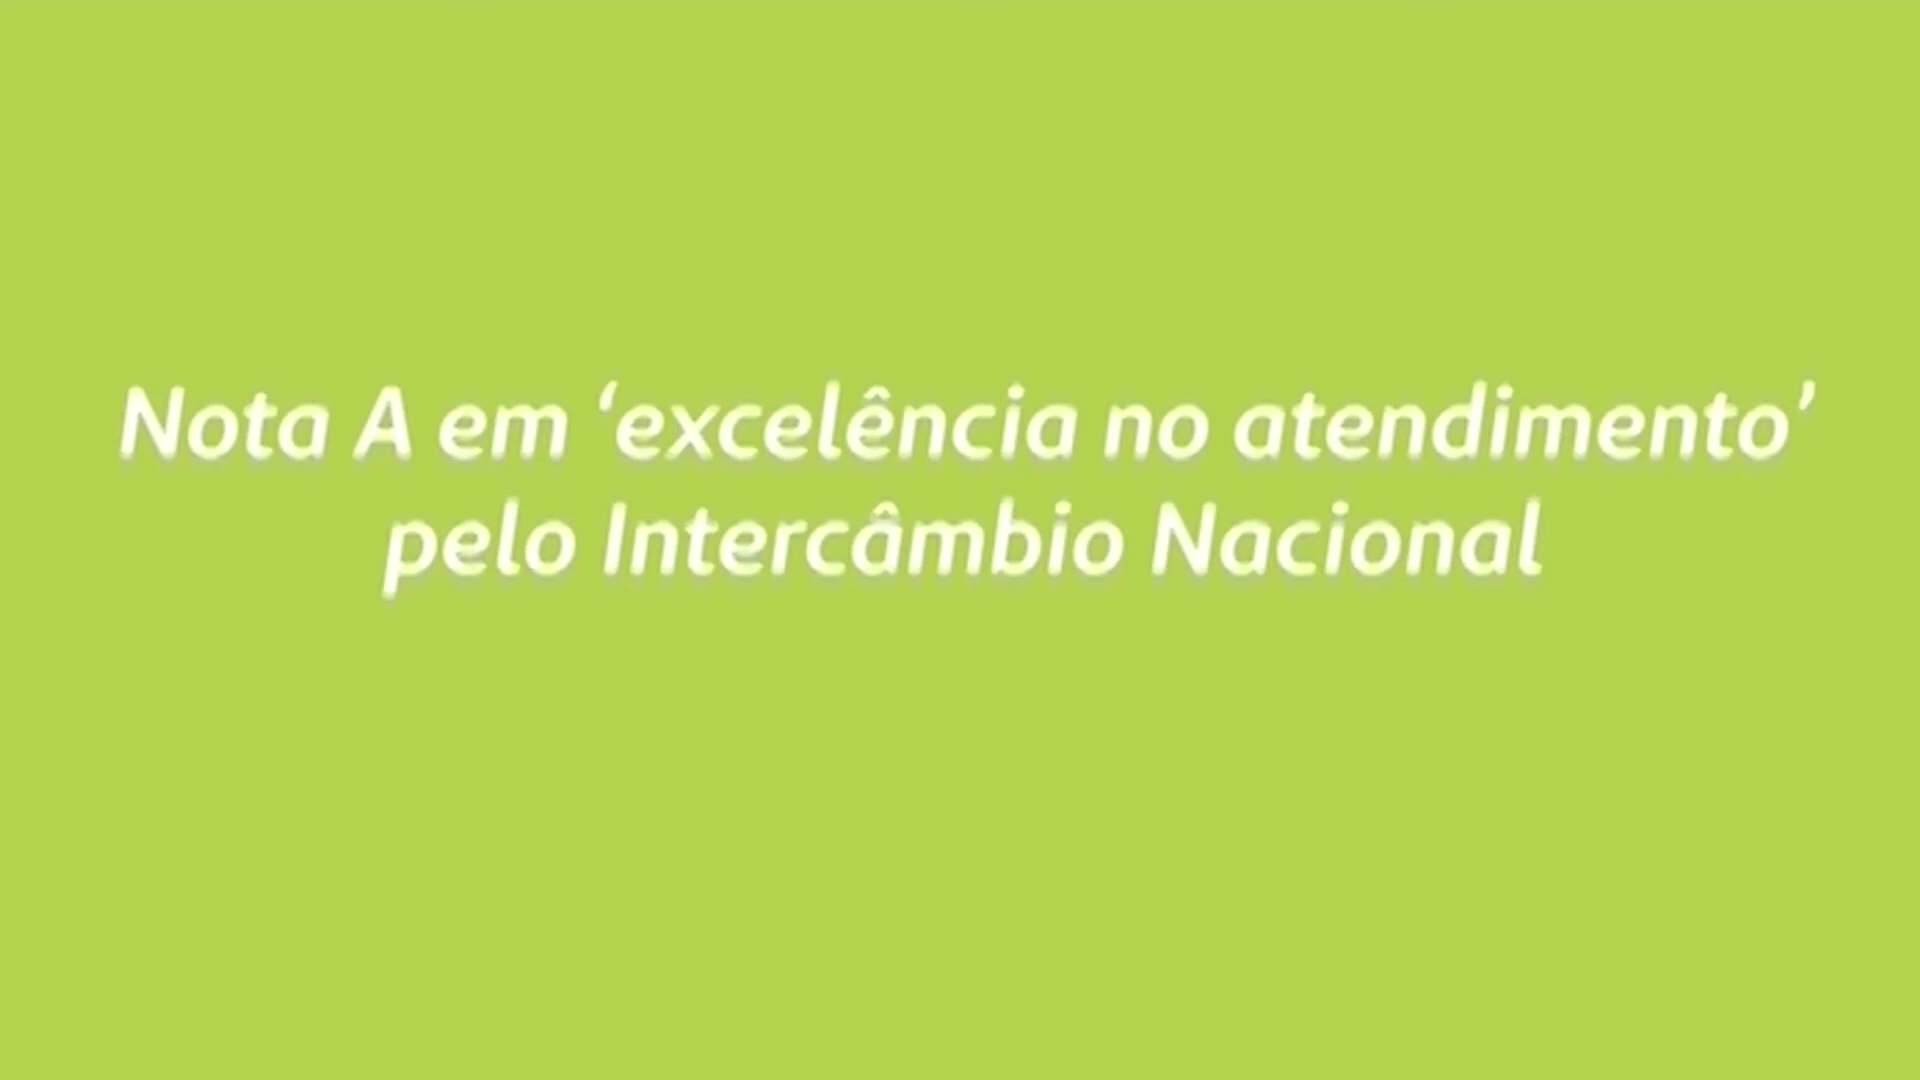 Nota A em ‘excelência no atendimento’
pelo Intercâmbio Nacional